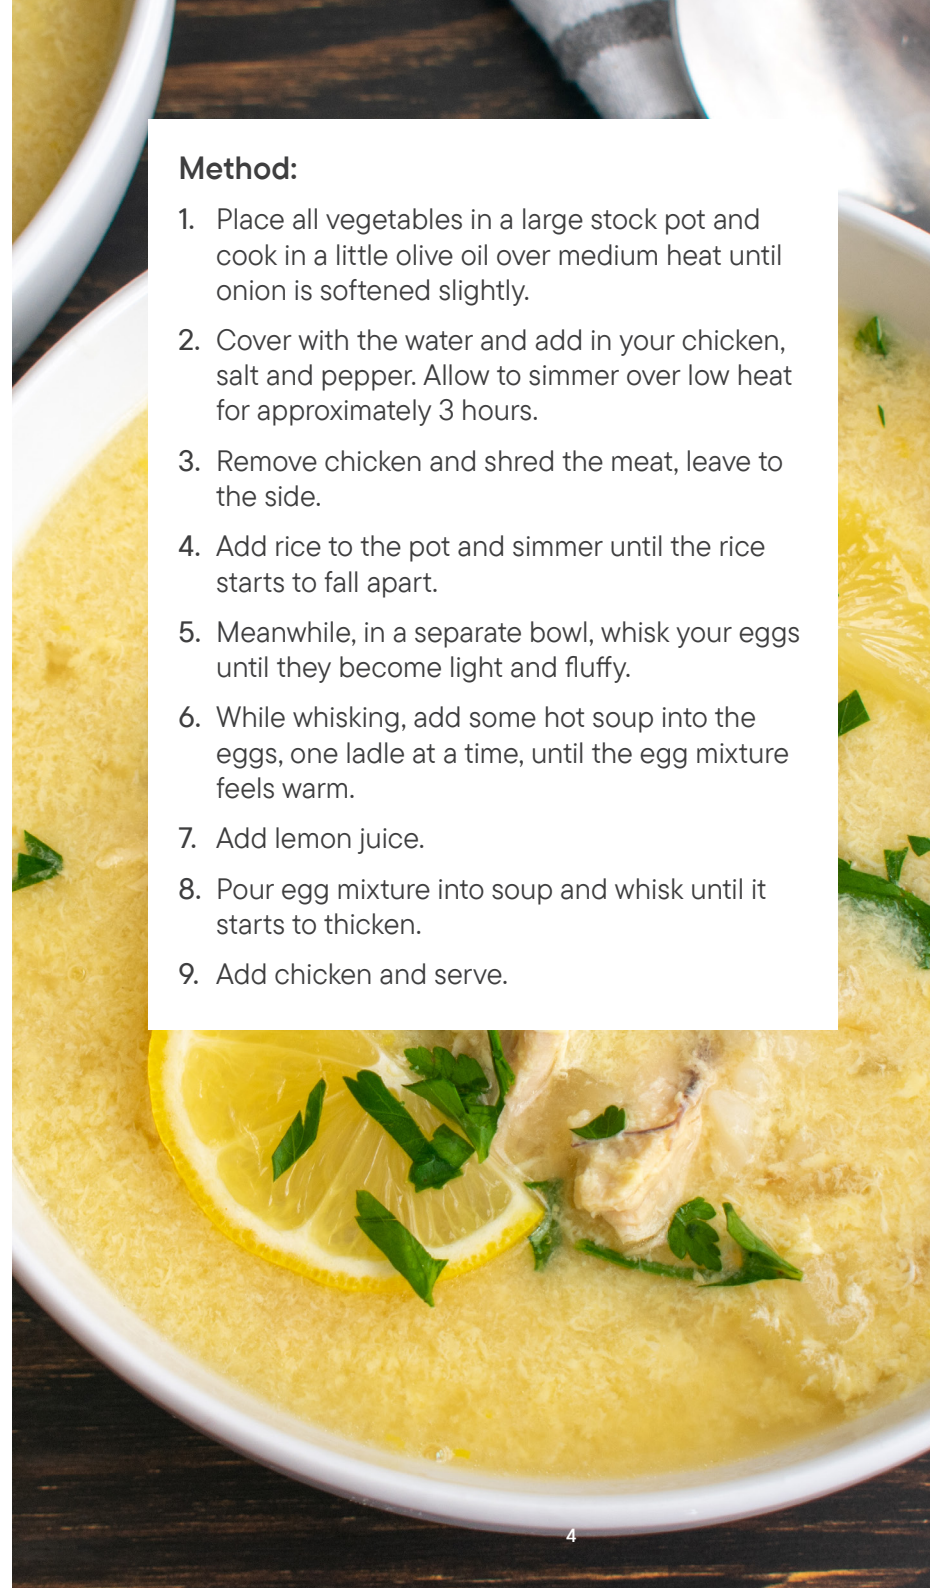 Method:
1. Place all vegetables in a large stock pot and
cook in a little olive oil over medium heat until
onion is softened slightly.
2. Cover with the water and add in your chicken,
salt and pepper. Allow to simmer over low heat
for approximately 3 hours.
3. Remove chicken and shred the meat, leave to
the side.
4. Add rice to the pot and simmer until the rice
starts to fall apart.
5. Meanwhile, in a separate bowl, whisk your eggs
until they become light and fluffy.
6. While whisking, add some hot soup into the
eggs, one ladle at a time, until the egg mixture
feels warm.
7. Add lemon juice.
8. Pour egg mixture into soup and whisk until it
starts to thicken.
9. Add chicken and serve.
4